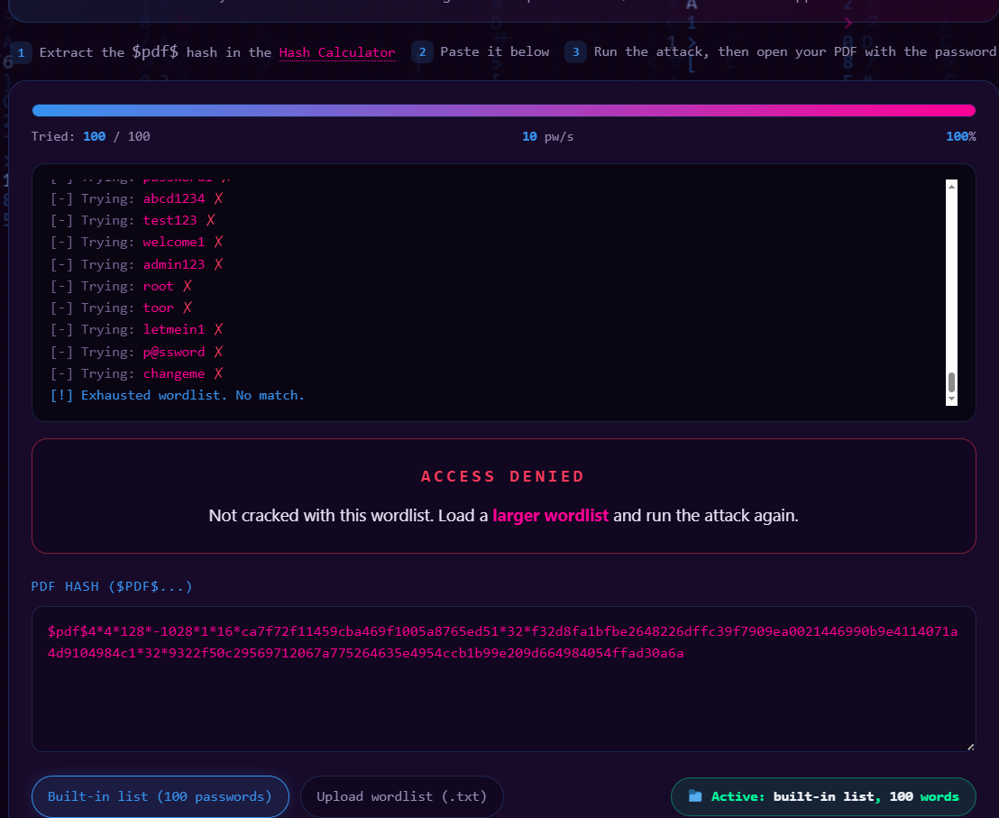 1 Extract the $pdf$ hash in the Hash Calculator 2 Paste it below 3 Run the attack, then open your PDF with the password
Tried: 100 / 100 10 pw/s 100%
[-] Trying: password1 ✗
[-] Trying: abcd1234 ✗
[-] Trying: test123 ✗
[-] Trying: welcome1 ✗
[-] Trying: admin123 ✗
[-] Trying: root ✗
[-] Trying: toor ✗
[-] Trying: letmein1 ✗
[-] Trying: p@ssword ✗
[-] Trying: changeme ✗
[!] Exhausted wordlist. No match.
ACCESS DENIED
Not cracked with this wordlist. Load a larger wordlist and run the attack again.
PDF HASH ($PDF$...)
$pdf$4*4*128*-1028*1*16*ca7f72f11459cba469f1005a8765ed51*32*f32d8fa1bfbe2648226dffc39f7909ea0021446990b9e4114071a
4d9104984c1*32*9322f50c29569712067a775264635e4954ccb1b99e209d664984054ffad30a6a
Built-in list (100 passwords) Upload wordlist (.txt) Active: built-in list, 100 words